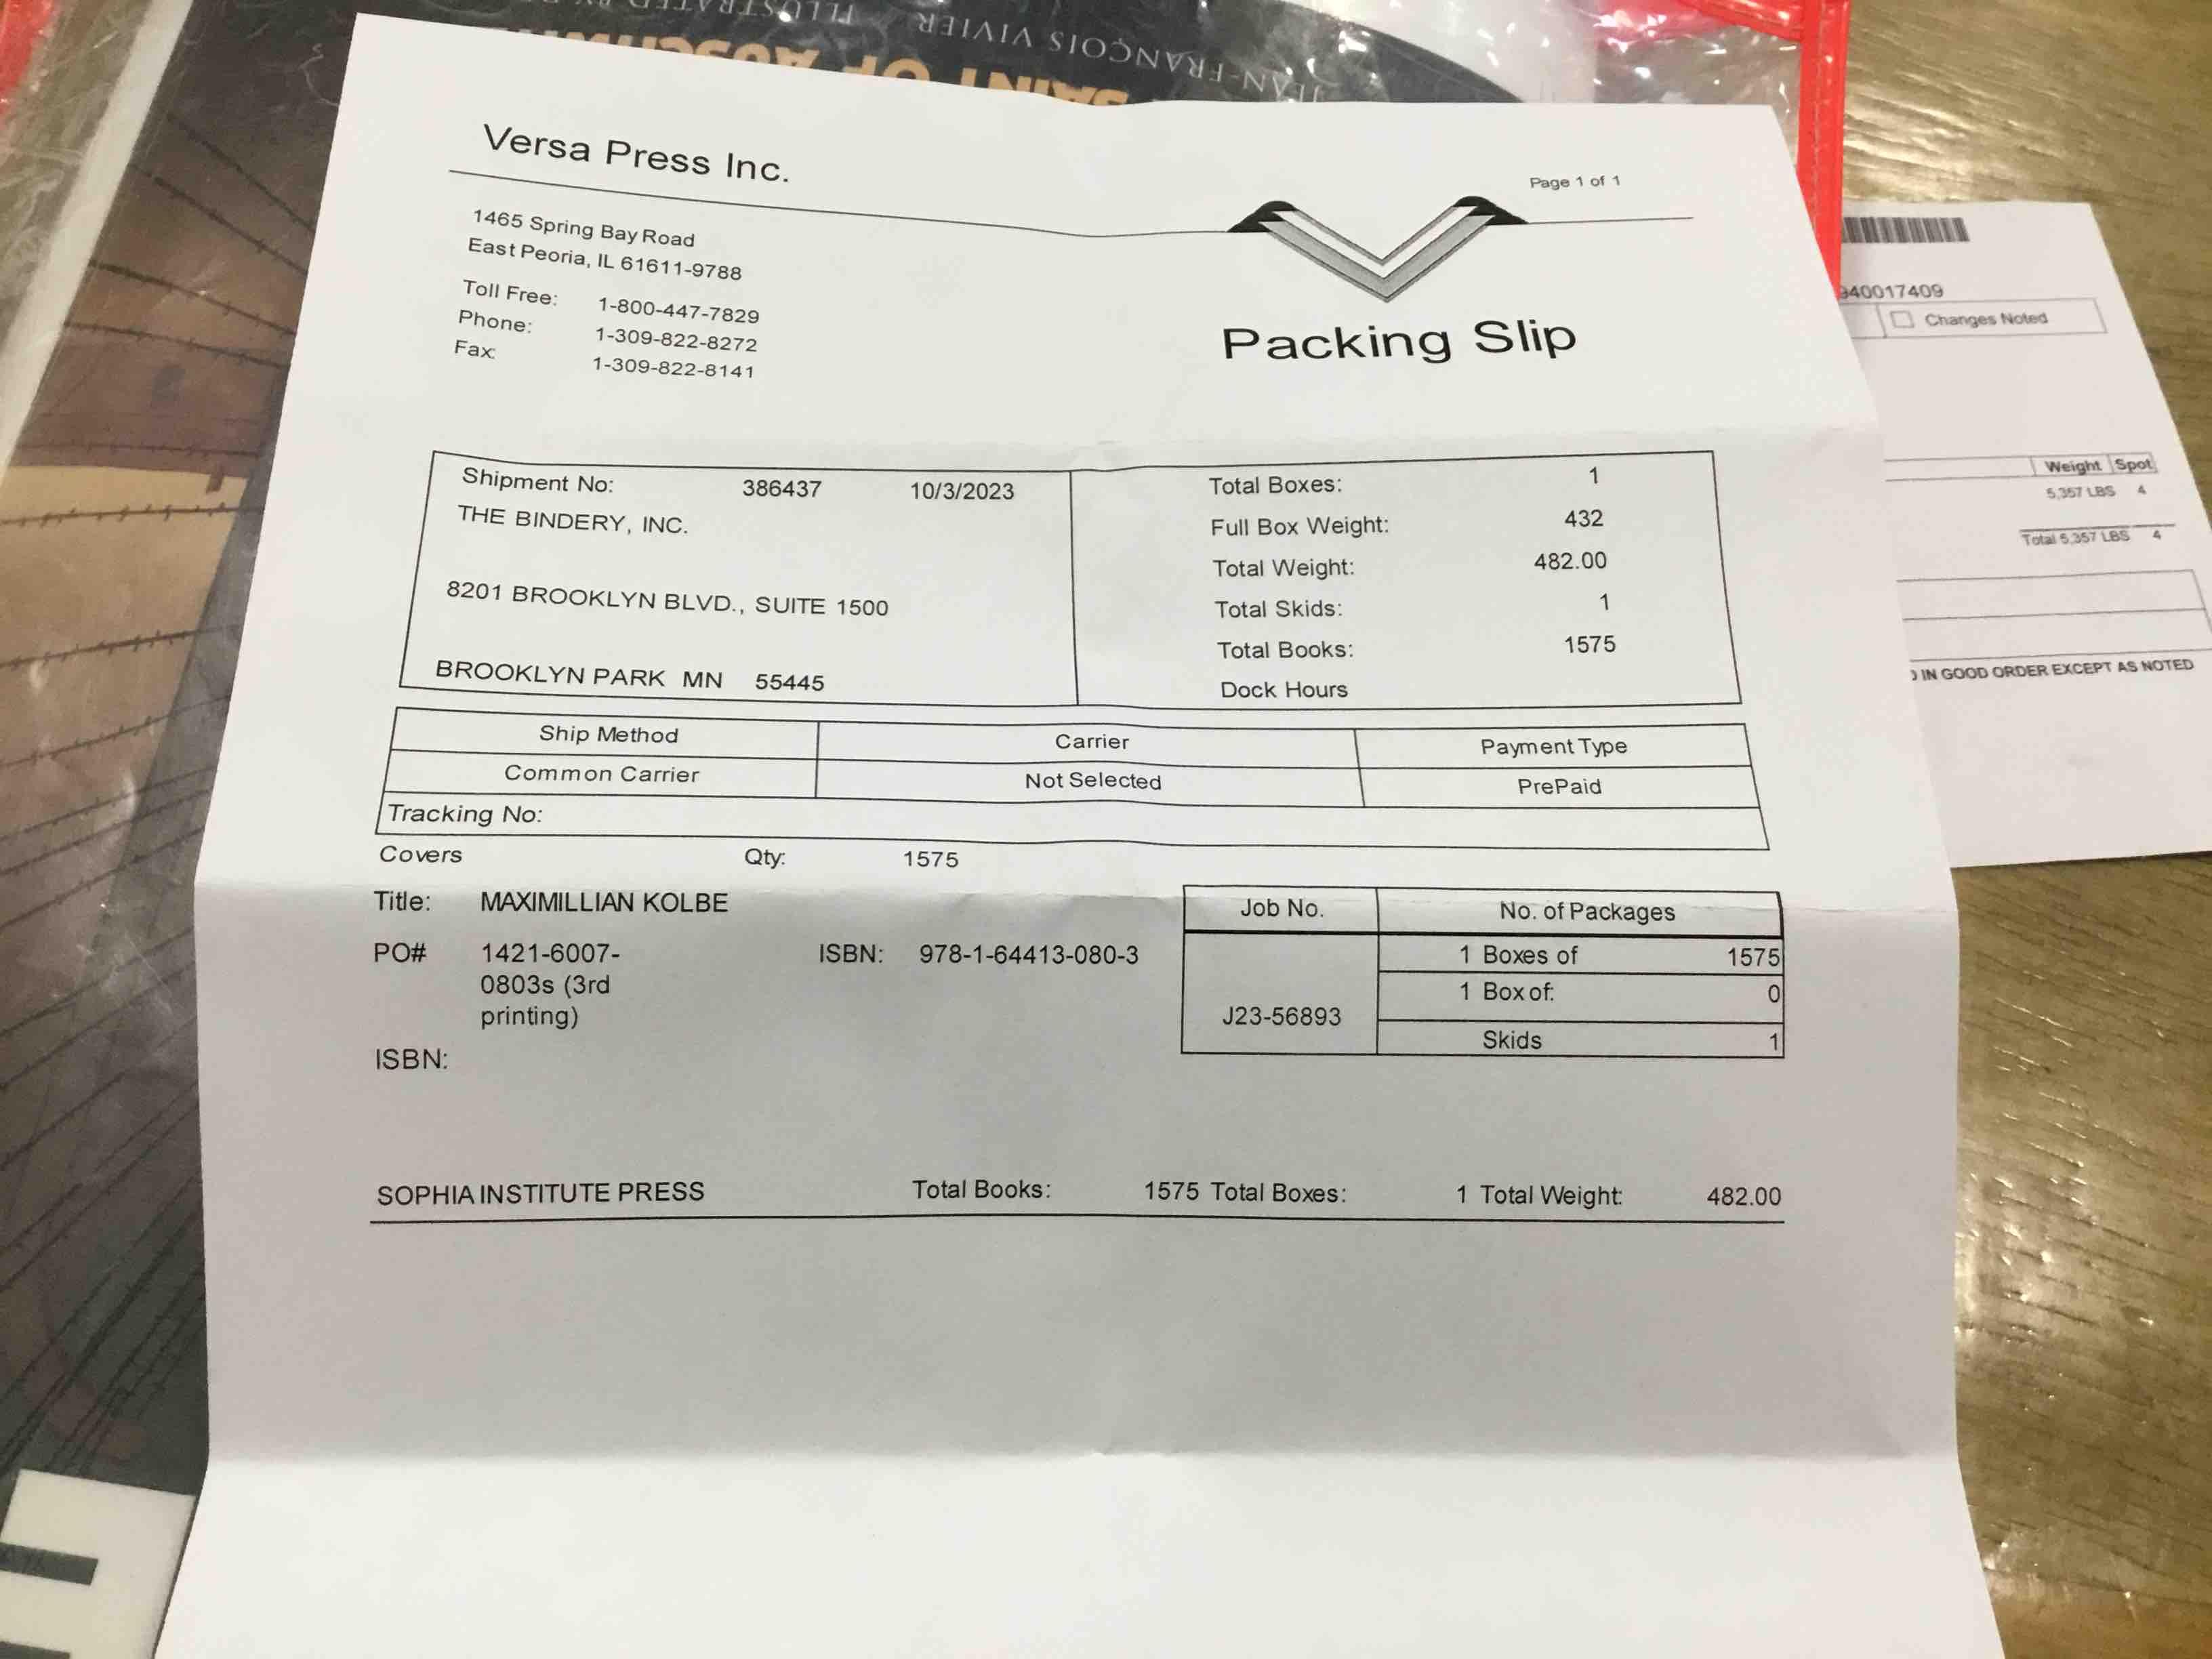 ILLUSTRATED BY
JEAN-FRANÇOIS VIVIER
SAINT OF AUSCHWITZ
Versa Press Inc.
Page 1 of 1
1465 Spring Bay Road
East Peoria, IL 61611-9788
Toll Free: 1-800-447-7829
Phone: 1-309-822-8272
Fax: 1-309-822-8141
Packing Slip
Shipment No: 386437 10/3/2023
THE BINDERY, INC.
8201 BROOKLYN BLVD., SUITE 1500
BROOKLYN PARK MN 55445
Total Boxes: 1
Full Box Weight: 432
Total Weight: 482.00
Total Skids: 1
Total Books: 1575
Dock Hours
Ship Method Carrier Payment Type
Common Carrier Not Selected PrePaid
Tracking No:
Covers Qty: 1575
Title: MAXIMILLIAN KOLBE
PO# 1421-6007-
0803s (3rd
printing)
ISBN: 978-1-64413-080-3
ISBN:
Job No. No. of Packages
J23-56893
1 Boxes of 1575
1 Box of: 0
Skids 1
SOPHIA INSTITUTE PRESS Total Books: 1575 Total Boxes: 1 Total Weight: 482.00
940017409
Changes Noted
Weight Spot
5,357 LBS 4
Total 5,357 LBS 4
IN GOOD ORDER EXCEPT AS NOTED